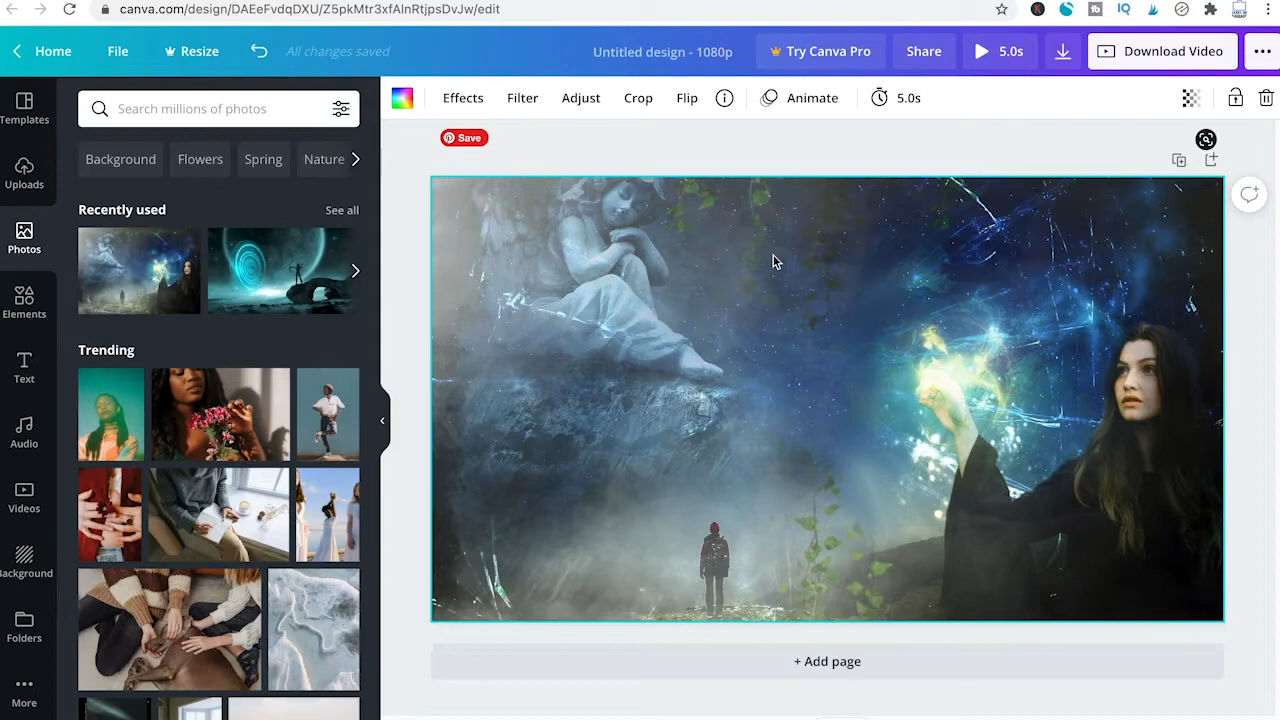 canva.com/design/DAEeFvdqDXU/Z5pkMtr3xfAlnRtjpsDvJw/edit
Home File Resize All changes saved Untitled design - 1080p Try Canva Pro Share 5.0s Download Video
Templates
Uploads
Photos
Elements
Text
Audio
Videos
Background
Folders
More
Search millions of photos
Background Flowers Spring Nature
Recently used See all
Trending
Effects Filter Adjust Crop Flip Animate 5.0s
Save
+ Add page